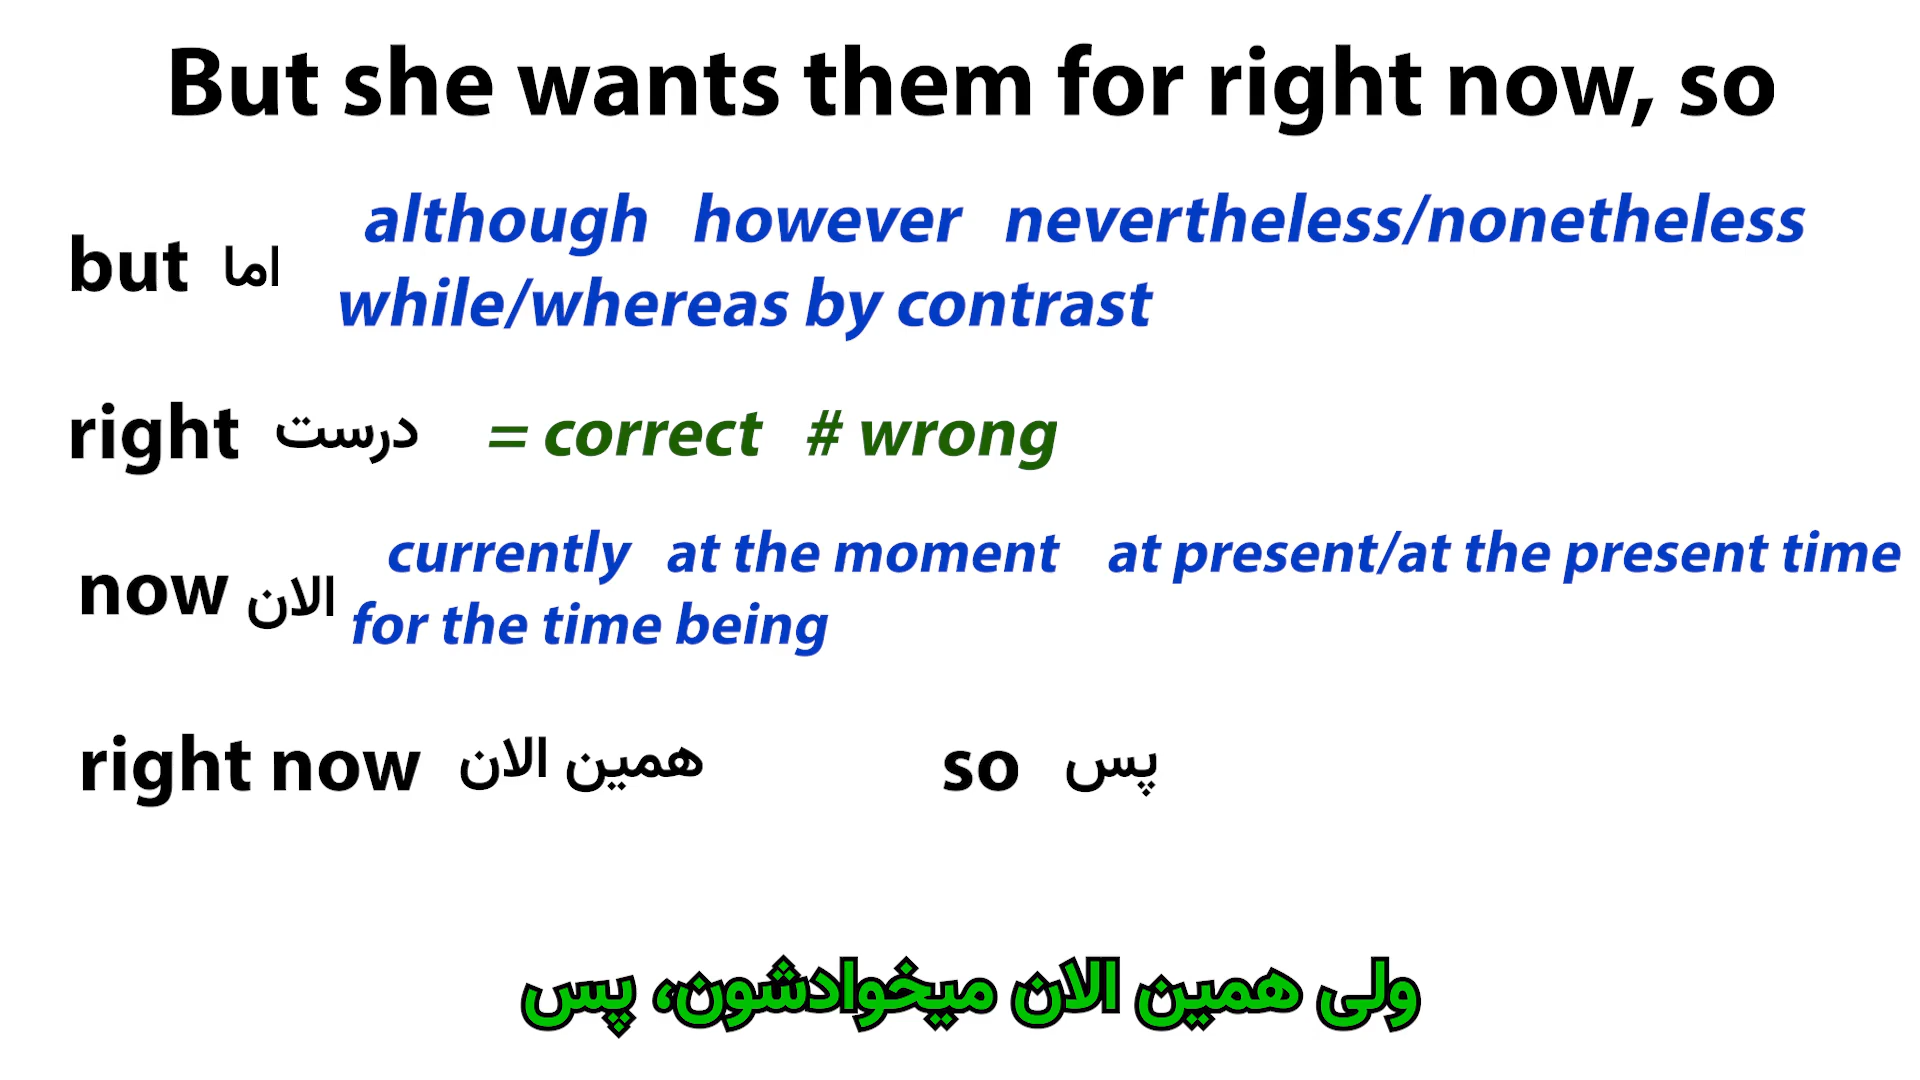 But she wants them for right now, so
although however nevertheless/nonetheless
but اما
while/whereas by contrast
right درست = correct # wrong
currently at the moment at present/at the present time
now الان
for the time being
right now همین الان so پس
ولی همین الان میخوادشون، پس